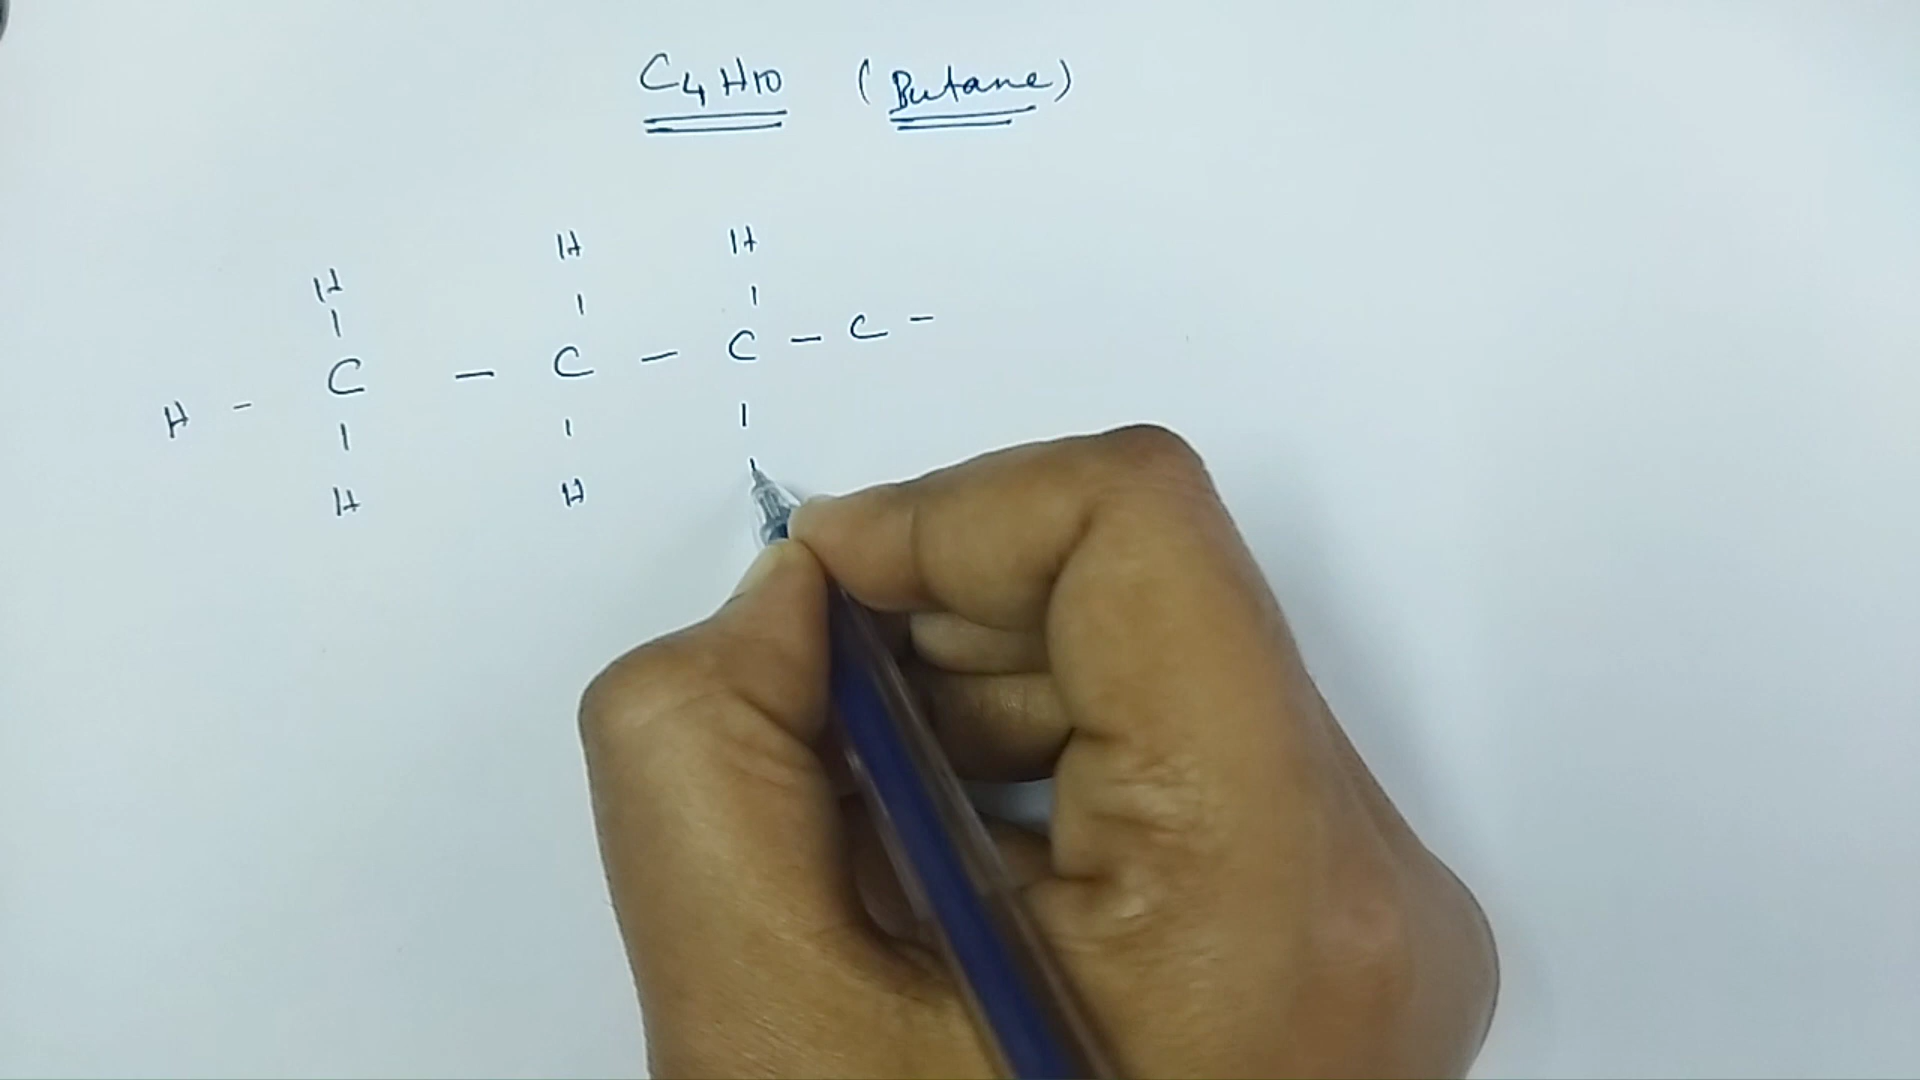 C4H10 (Butane)
H H
H
H - C - C - C - C -
H H